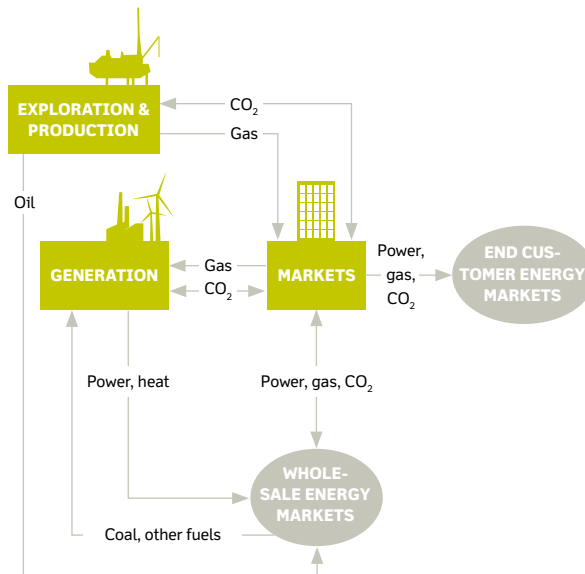 EXPLORATION &
PRODUCTION
CO₂
Gas
Oil
GENERATION
Gas
CO₂
MARKETS
Power,
gas,
CO₂
END CUS-
TOMER ENERGY
MARKETS
Power, heat
Power, gas, CO₂
WHOLE-
SALE ENERGY
MARKETS
Coal, other fuels